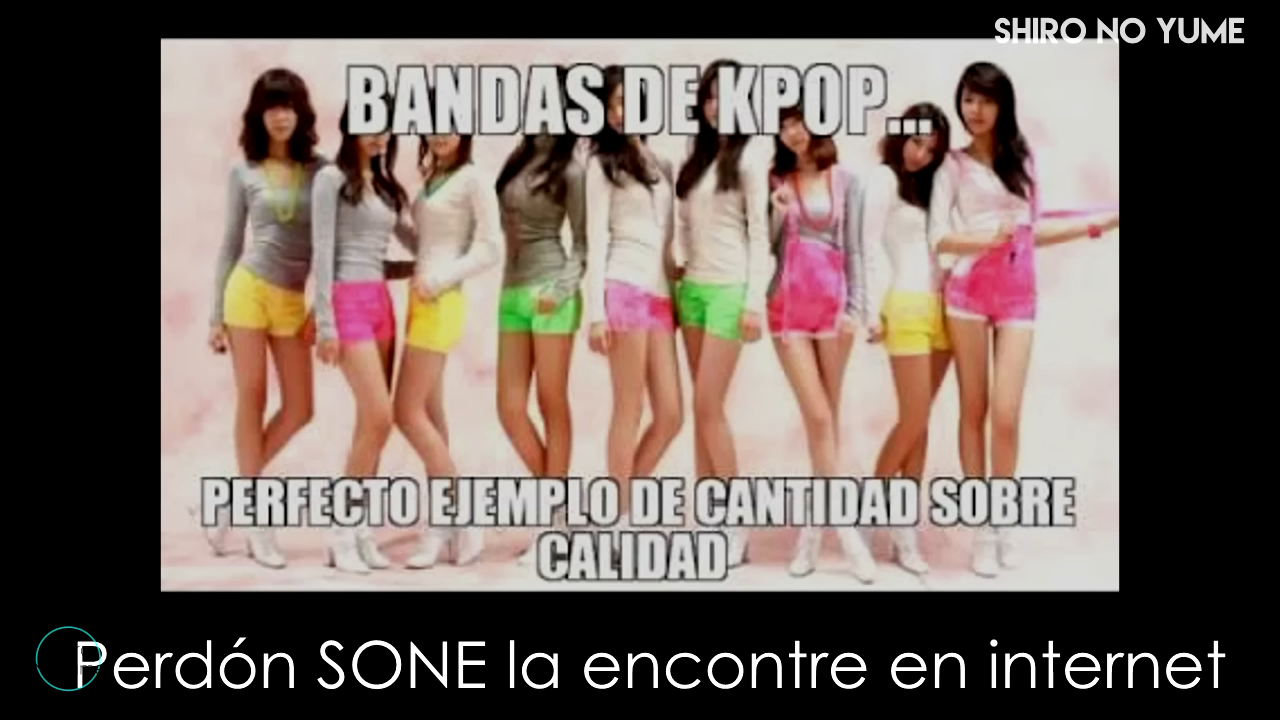 SHIRO NO YUME
BANDAS DE KPOP...
PERFECTO EJEMPLO DE CANTIDAD SOBRE
CALIDAD
Perdón SONE la encontre en internet